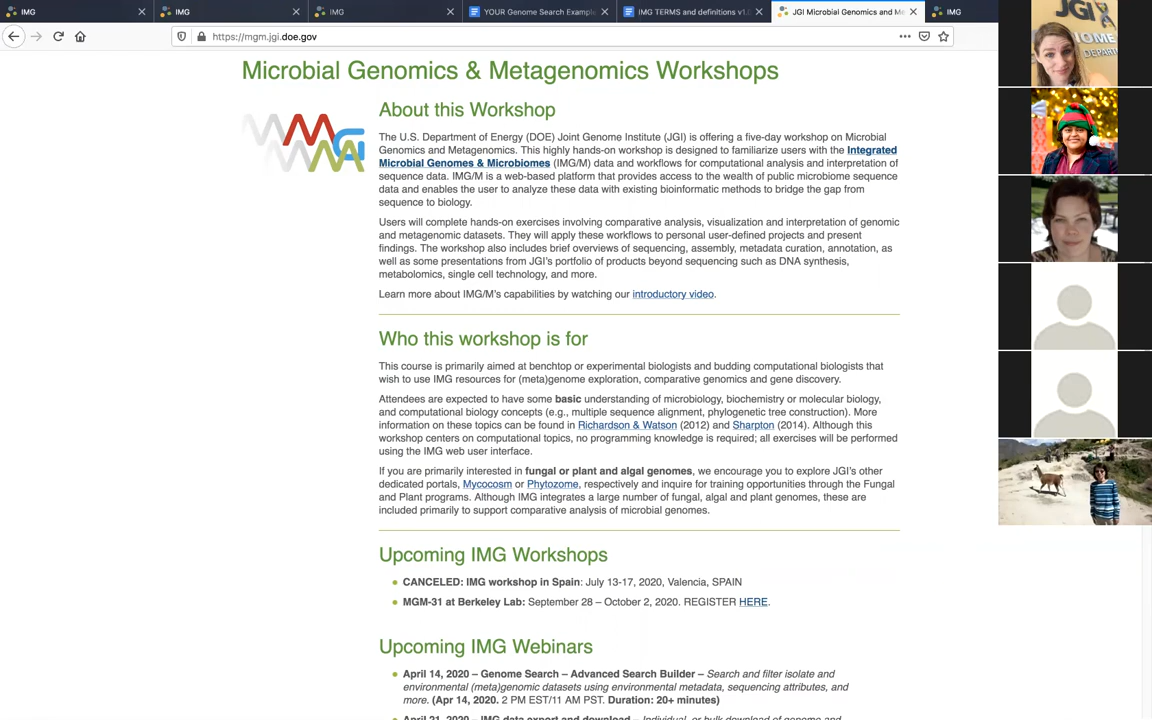 IMG
IMG
IMG
YOUR Genome Search Example
IMG TERMS and definitions v1.
JGI Microbial Genomics and Me
IMG
https://mgm.jgi.doe.gov
Microbial Genomics & Metagenomics Workshops
About this Workshop
The U.S. Department of Energy (DOE) Joint Genome Institute (JGI) is offering a five-day workshop on Microbial
Genomics and Metagenomics. This highly hands-on workshop is designed to familiarize users with the Integrated
Microbial Genomes & Microbiomes (IMG/M) data and workflows for computational analysis and interpretation of
sequence data. IMG/M is a web-based platform that provides access to the wealth of public microbiome sequence
data and enables the user to analyze these data with existing bioinformatic methods to bridge the gap from
sequence to biology.
Users will complete hands-on exercises involving comparative analysis, visualization and interpretation of genomic
and metagenomic datasets. They will apply these workflows to personal user-defined projects and present
findings. The workshop also includes brief overviews of sequencing, assembly, metadata curation, annotation, as
well as some presentations from JGI's portfolio of products beyond sequencing such as DNA synthesis,
metabolomics, single cell technology, and more.
Learn more about IMG/M's capabilities by watching our introductory video.
Who this workshop is for
This course is primarily aimed at benchtop or experimental biologists and budding computational biologists that
wish to use IMG resources for (meta)genome exploration, comparative genomics and gene discovery.
Attendees are expected to have some basic understanding of microbiology, biochemistry or molecular biology,
and computational biology concepts (e.g., multiple sequence alignment, phylogenetic tree construction). More
information on these topics can be found in Richardson & Watson (2012) and Sharpton (2014). Although this
workshop centers on computational topics, no programming knowledge is required; all exercises will be performed
using the IMG web user interface.
If you are primarily interested in fungal or plant and algal genomes, we encourage you to explore JGI's other
dedicated portals, Mycocosm or Phytozome, respectively and inquire for training opportunities through the Fungal
and Plant programs. Although IMG integrates a large number of fungal, algal and plant genomes, these are
included primarily to support comparative analysis of microbial genomes.
Upcoming IMG Workshops
CANCELED: IMG workshop in Spain: July 13-17, 2020, Valencia, SPAIN
MGM-31 at Berkeley Lab: September 28 – October 2, 2020. REGISTER HERE.
Upcoming IMG Webinars
April 14, 2020 – Genome Search – Advanced Search Builder – Search and filter isolate and
environmental (meta)genomic datasets using environmental metadata, sequencing attributes, and
more. (Apr 14, 2020. 2 PM EST/11 AM PST. Duration: 20+ minutes)
April 21, 2020 – IMG data export and download – Individual, or bulk download of genome and
JGI
OME
DEPART